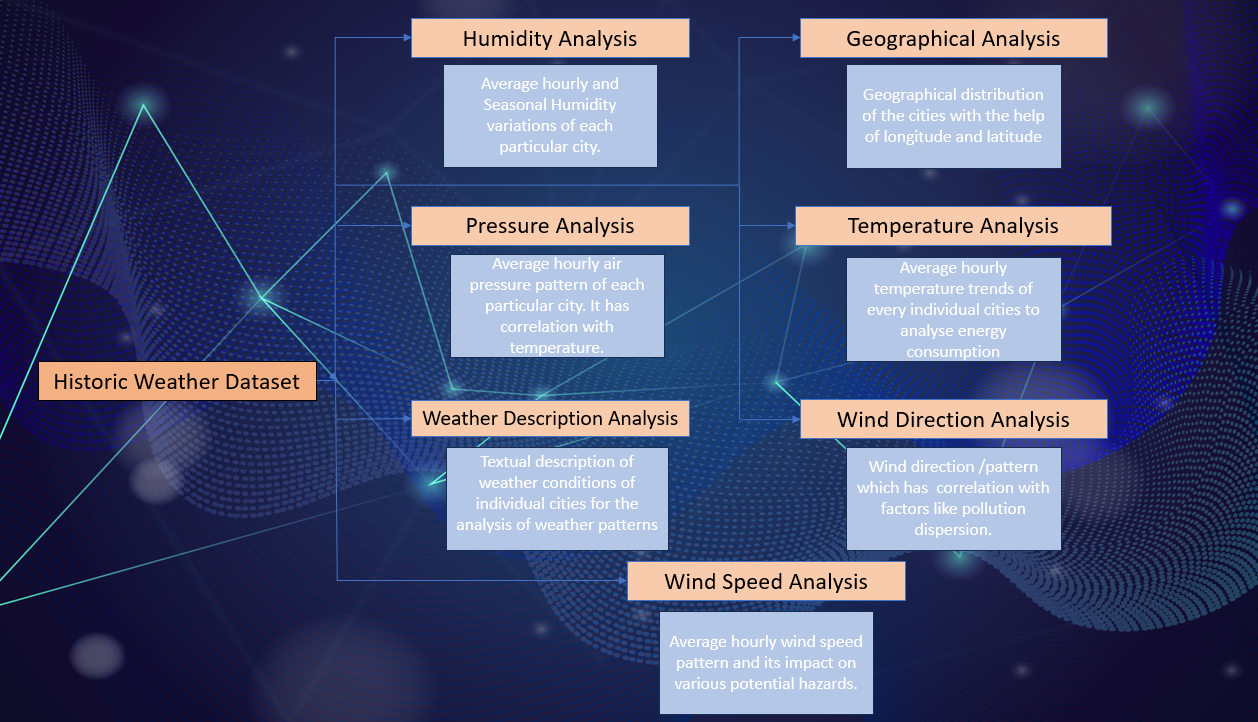 Humidity Analysis
Average hourly and
Seasonal Humidity
variations of each
particular city.
Geographical Analysis
Geographical distribution
of the cities with the help
of longitude and latitude
Pressure Analysis
Average hourly air
pressure pattern of each
particular city. It has
correlation with
temperature.
Temperature Analysis
Average hourly
temperature trends of
every individual cities to
analyse energy
consumption
Historic Weather Dataset
Weather Description Analysis
Textual description of
weather conditions of
individual cities for the
analysis of weather patterns
Wind Direction Analysis
Wind direction /pattern
which has  correlation with
factors like pollution
dispersion.
Wind Speed Analysis
Average hourly wind speed
pattern and its impact on
various potential hazards.